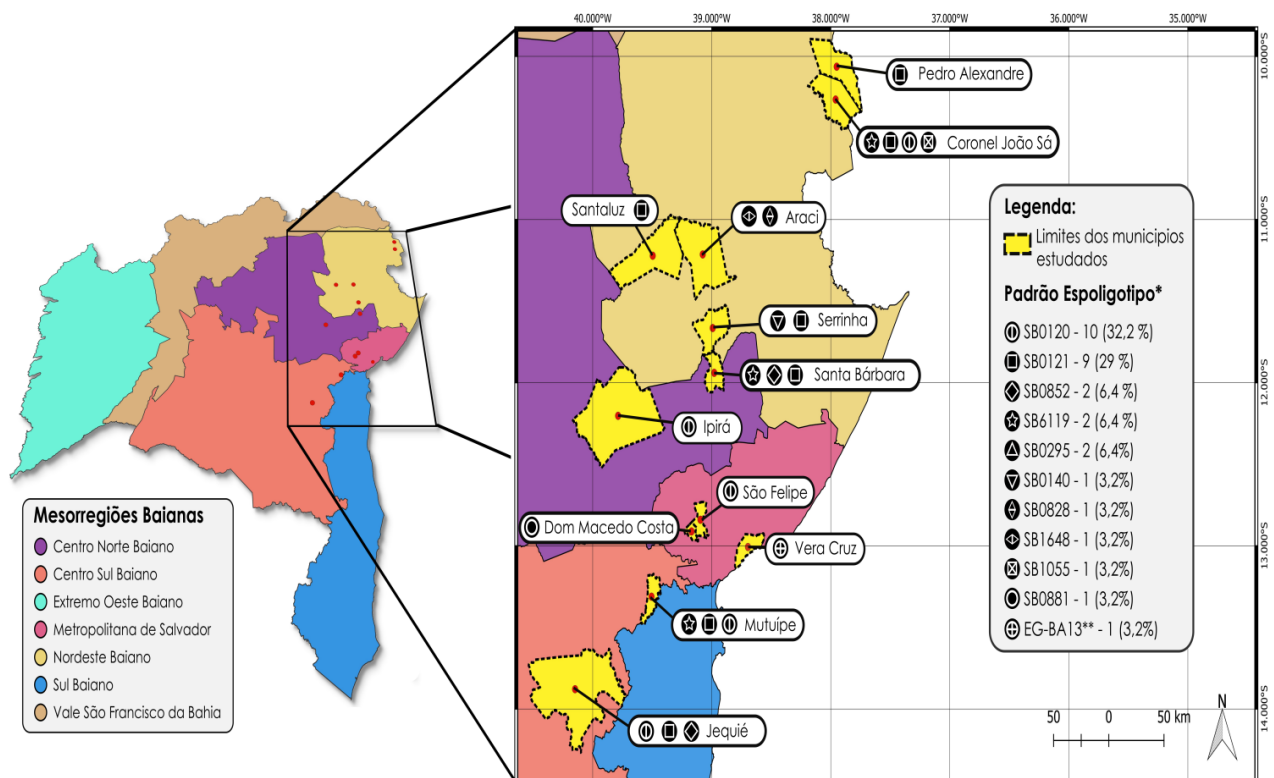 40.000°W
39.000°W
38.000°W
37.000°W
36.000°W
35.000°W
10.000°S
Pedro Alexandre
Coronel João Sá
Santaluz
Araci
11.000°S
Serrinha
Santa Bárbara
12.000°S
Ipirá
São Felipe
Dom Macedo Costa
Vera Cruz
13.000°S
Mutuípe
Jequié
14.000°S
Legenda:
Limites dos municipios
estudados
Padrão Espoligotipo*
SB0120 - 10 (32,2 %)
SB0121 - 9 (29 %)
SB0852 - 2 (6,4 %)
SB6119 - 2 (6,4 %)
SB0295 - 2 (6,4%)
SB0140 - 1 (3,2%)
SB0828 - 1 (3,2%)
SB1648 - 1 (3,2%)
SB1055 - 1 (3,2%)
SB0881 - 1 (3,2%)
EG-BA13** - 1 (3,2%)
Mesorregiões Baianas
Centro Norte Baiano
Centro Sul Baiano
Extremo Oeste Baiano
Metropolitana de Salvador
Nordeste Baiano
Sul Baiano
Vale São Francisco da Bahia
50 0 50 km
N